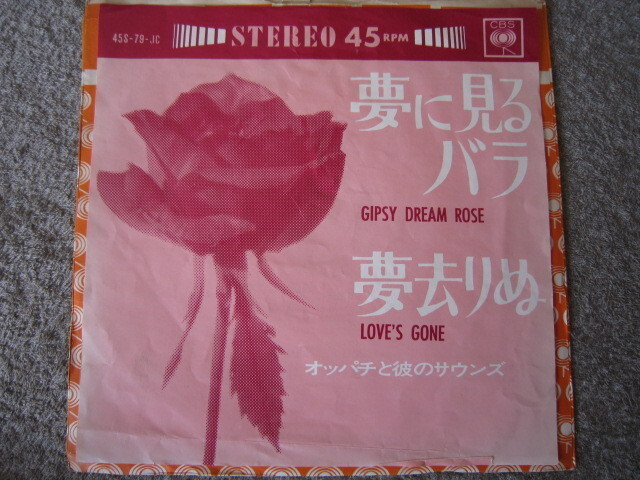 45S-79-JC
STEREO 45 RPM
CBS
夢に見る
バラ
GIPSY DREAM ROSE
夢去りぬ
LOVE'S GONE
オッパチと彼のサウンズ